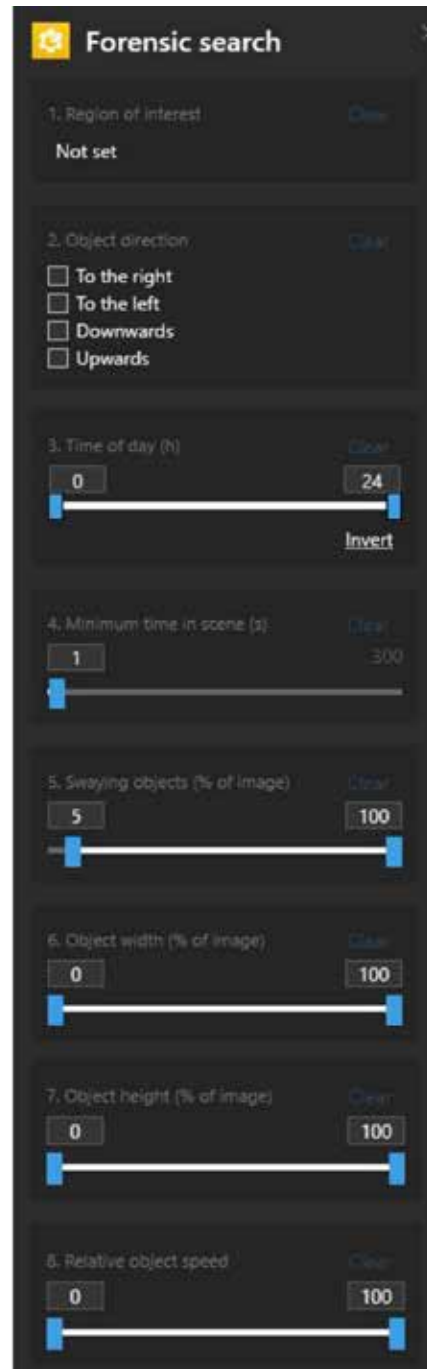 Forensic search
1. Region of interest Clear
Not set
2. Object direction Clear
To the right
To the left
Downwards
Upwards
3. Time of day (h) Clear
0 24
Invert
4. Minimum time in scene (s) Clear
1 300
5. Swaying objects (% of image) Clear
5 100
6. Object width (% of image) Clear
0 100
7. Object height (% of image) Clear
0 100
8. Relative object speed Clear
0 100